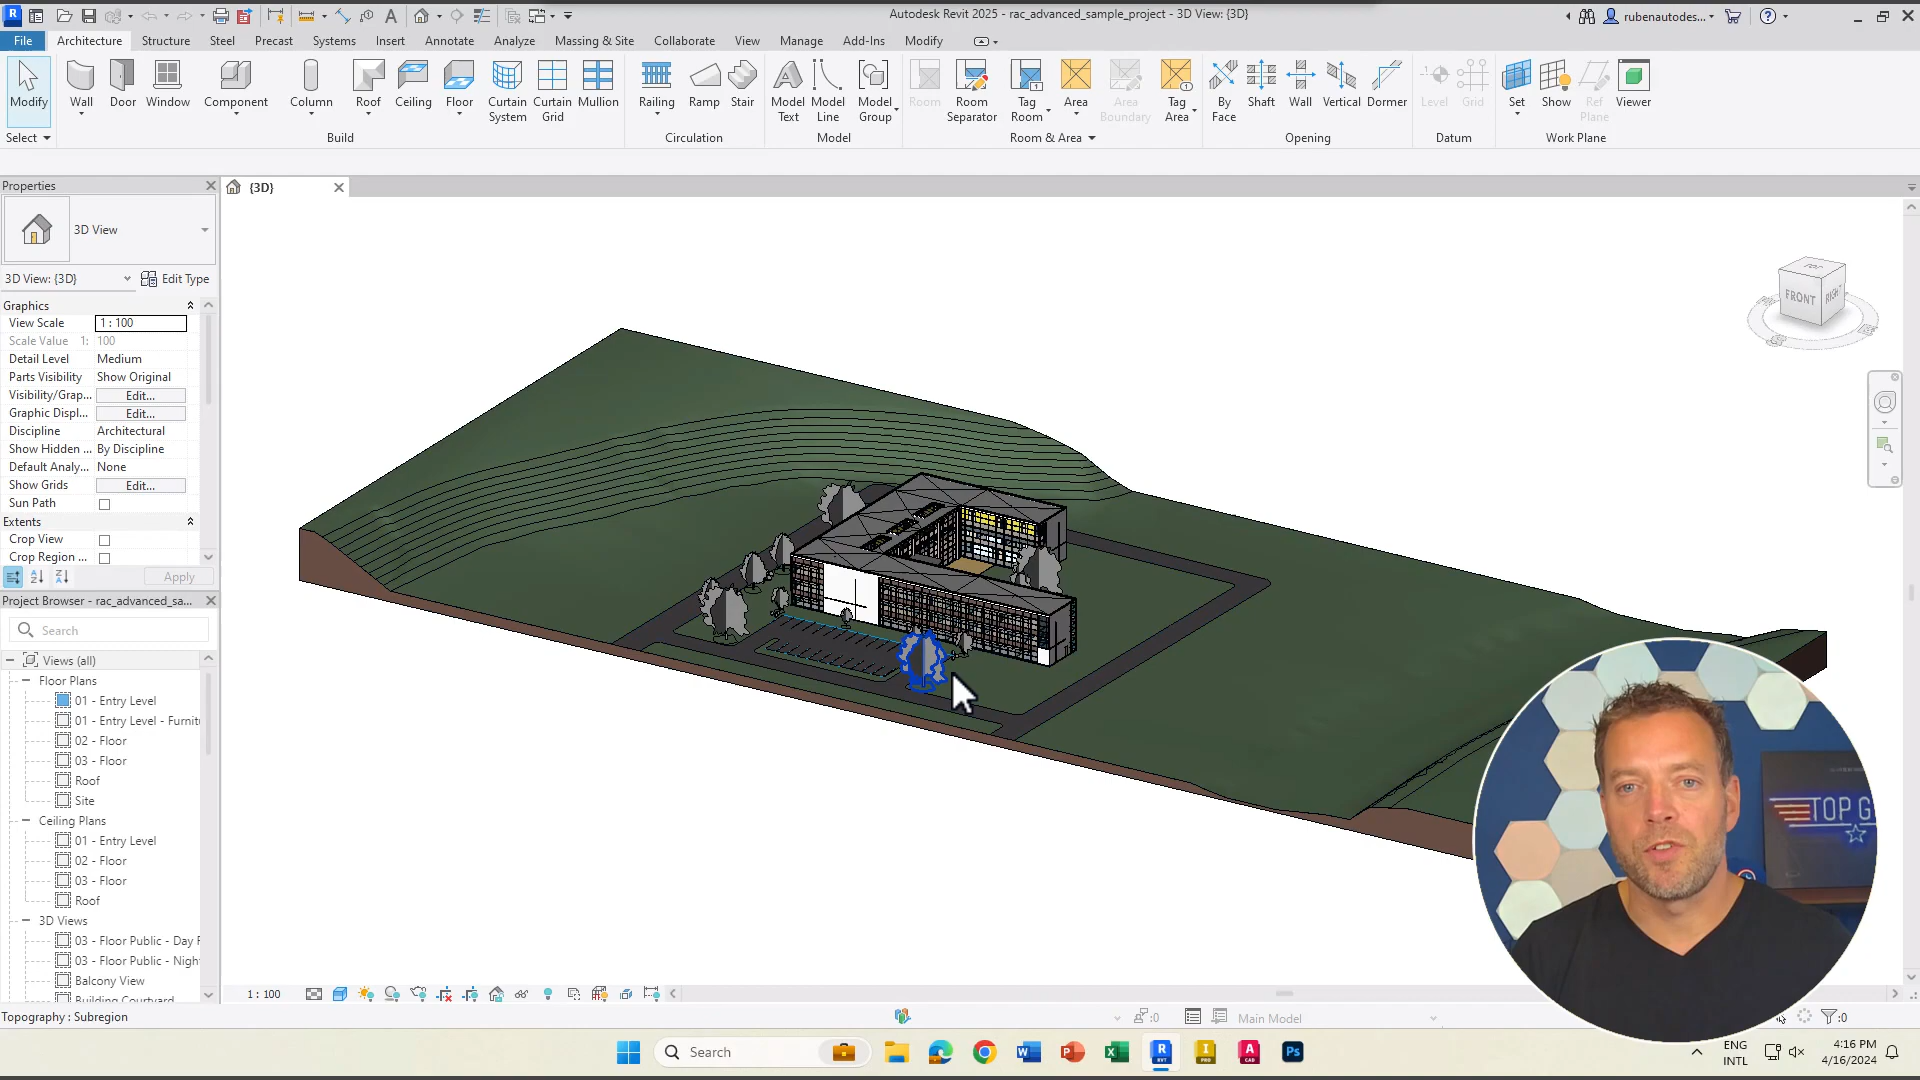 Autodesk Revit 2025 - rac_advanced_sample_project - 3D View: {3D}
rubenautodes...
File Architecture Structure Steel Precast Systems Insert Annotate Analyze Massing & Site Collaborate View Manage Add-Ins Modify
Modify Wall Door Window Component Column Roof Ceiling Floor Curtain System Curtain Grid Mullion Railing Ramp Stair Model Text Model Line Model Group Room Room Separator Tag Room Area Area Boundary Tag Area By Face Shaft Wall Vertical Dormer Level Grid Set Show Ref Plane Viewer
Select Build Circulation Model Room & Area Opening Datum Work Plane
Properties
{3D}
3D View
3D View: {3D} Edit Type
Graphics
View Scale 1 : 100
Scale Value 1: 100
Detail Level Medium
Parts Visibility Show Original
Visibility/Grap... Edit...
Graphic Displ... Edit...
Discipline Architectural
Show Hidden ... By Discipline
Default Analy... None
Show Grids Edit...
Sun Path
Extents
Crop View
Crop Region ...
Apply
Project Browser - rac_advanced_sa...
Search
Views (all)
Floor Plans
01 - Entry Level
01 - Entry Level - Furnitu
02 - Floor
03 - Floor
Roof
Site
Ceiling Plans
01 - Entry Level
02 - Floor
03 - Floor
Roof
3D Views
03 - Floor Public - Day F
03 - Floor Public - Nigh
Balcony View
Building Courtyard
FRONT RIGHT
TOP G
1 : 100
Topography : Subregion
:0
Main Model
:0
Search
ENG
INTL
4:16 PM
4/16/2024